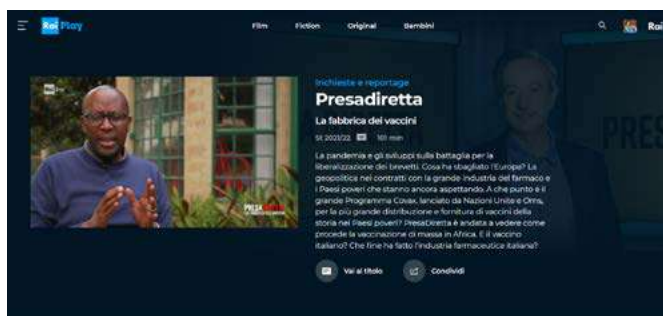 Rai Play
Film Fiction Original Bambini
Rai
Rai
Inchieste e reportage
Presadiretta
La fabbrica dei vaccini
St 2021/22 101 min
La pandemia e gli sviluppi sulla battaglia per la
liberalizzazione dei brevetti. Cosa ha sbagliato l'Europa? La
geopolitica nei contratti con la grande industria del farmaco e
i Paesi poveri che stanno ancora aspettando. A che punto è il
grande Programma Covax, lanciato da Nazioni Unite e Oms,
per la più grande distribuzione e fornitura di vaccini della
storia nei Paesi poveri? PresaDiretta è andata a vedere come
procede la vaccinazione di massa in Africa. E il vaccino
italiano? Che fine ha fatto l'industria farmaceutica italiana?
PRES
Vai al titolo Condividi